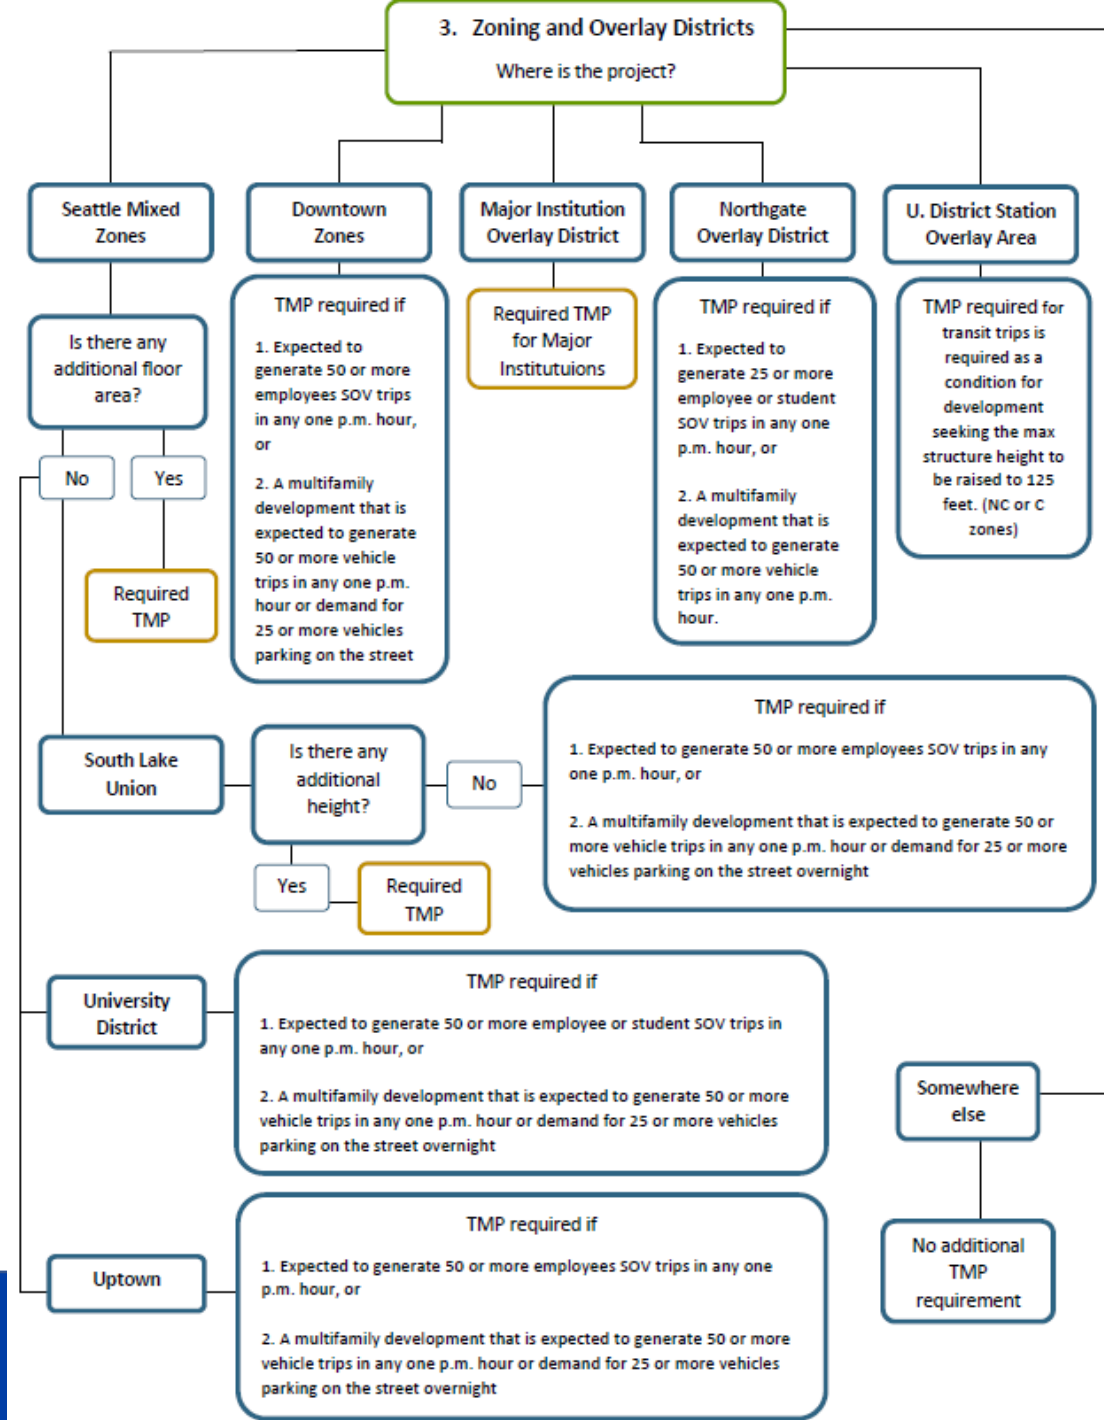 3. Zoning and Overlay Districts
Where is the project?
Seattle Mixed
Zones
Downtown
Zones
Major Institution
Overlay District
Northgate
Overlay District
U. District Station
Overlay Area
Is there any
additional floor
area?
No
Yes
Required
TMP
TMP required if
1. Expected to
generate 50 or more
employees SOV trips
in any one p.m. hour,
or
2. A multifamily
development that is
expected to generate
50 or more vehicle
trips in any one p.m.
hour or demand for
25 or more vehicles
parking on the street
Required TMP
for Major
Institutuions
TMP required if
1. Expected to
generate 25 or more
employee or student
SOV trips in any one
p.m. hour, or
2. A multifamily
development that is
expected to generate
50 or more vehicle
trips in any one p.m.
hour.
TMP required for
transit trips is
required as a
condition for
development
seeking the max
structure height to
be raised to 125
feet. (NC or C
zones)
South Lake
Union
Is there any
additional
height?
No
Yes
Required
TMP
TMP required if
1. Expected to generate 50 or more employees SOV trips in any
one p.m. hour, or
2. A multifamily development that is expected to generate 50 or
more vehicle trips in any one p.m. hour or demand for 25 or more
vehicles parking on the street overnight
University
District
TMP required if
1. Expected to generate 50 or more employee or student SOV trips in
any one p.m. hour, or
2. A multifamily development that is expected to generate 50 or more
vehicle trips in any one p.m. hour or demand for 25 or more vehicles
parking on the street overnight
Somewhere
else
No additional
TMP
requirement
Uptown
TMP required if
1. Expected to generate 50 or more employees SOV trips in any one
p.m. hour, or
2. A multifamily development that is expected to generate 50 or more
vehicle trips in any one p.m. hour or demand for 25 or more vehicles
parking on the street overnight